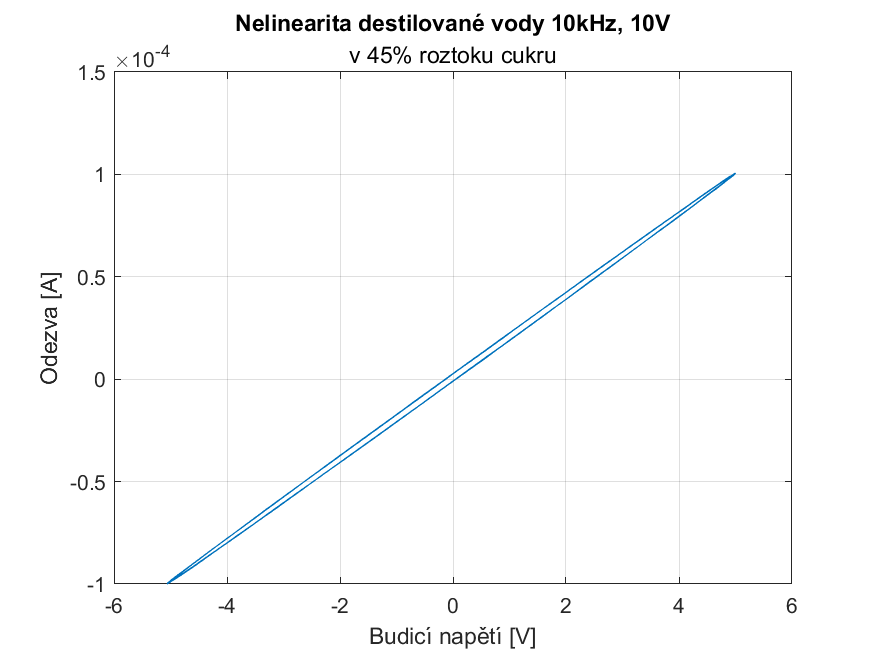 Nelinearita destilované vody 10kHz, 10V
v 45% roztoku cukru
×10-4
1.5
1
0.5
0
-0.5
-1
-6 -4 -2 0 2 4 6
Odezva [A]
Budicí napětí [V]